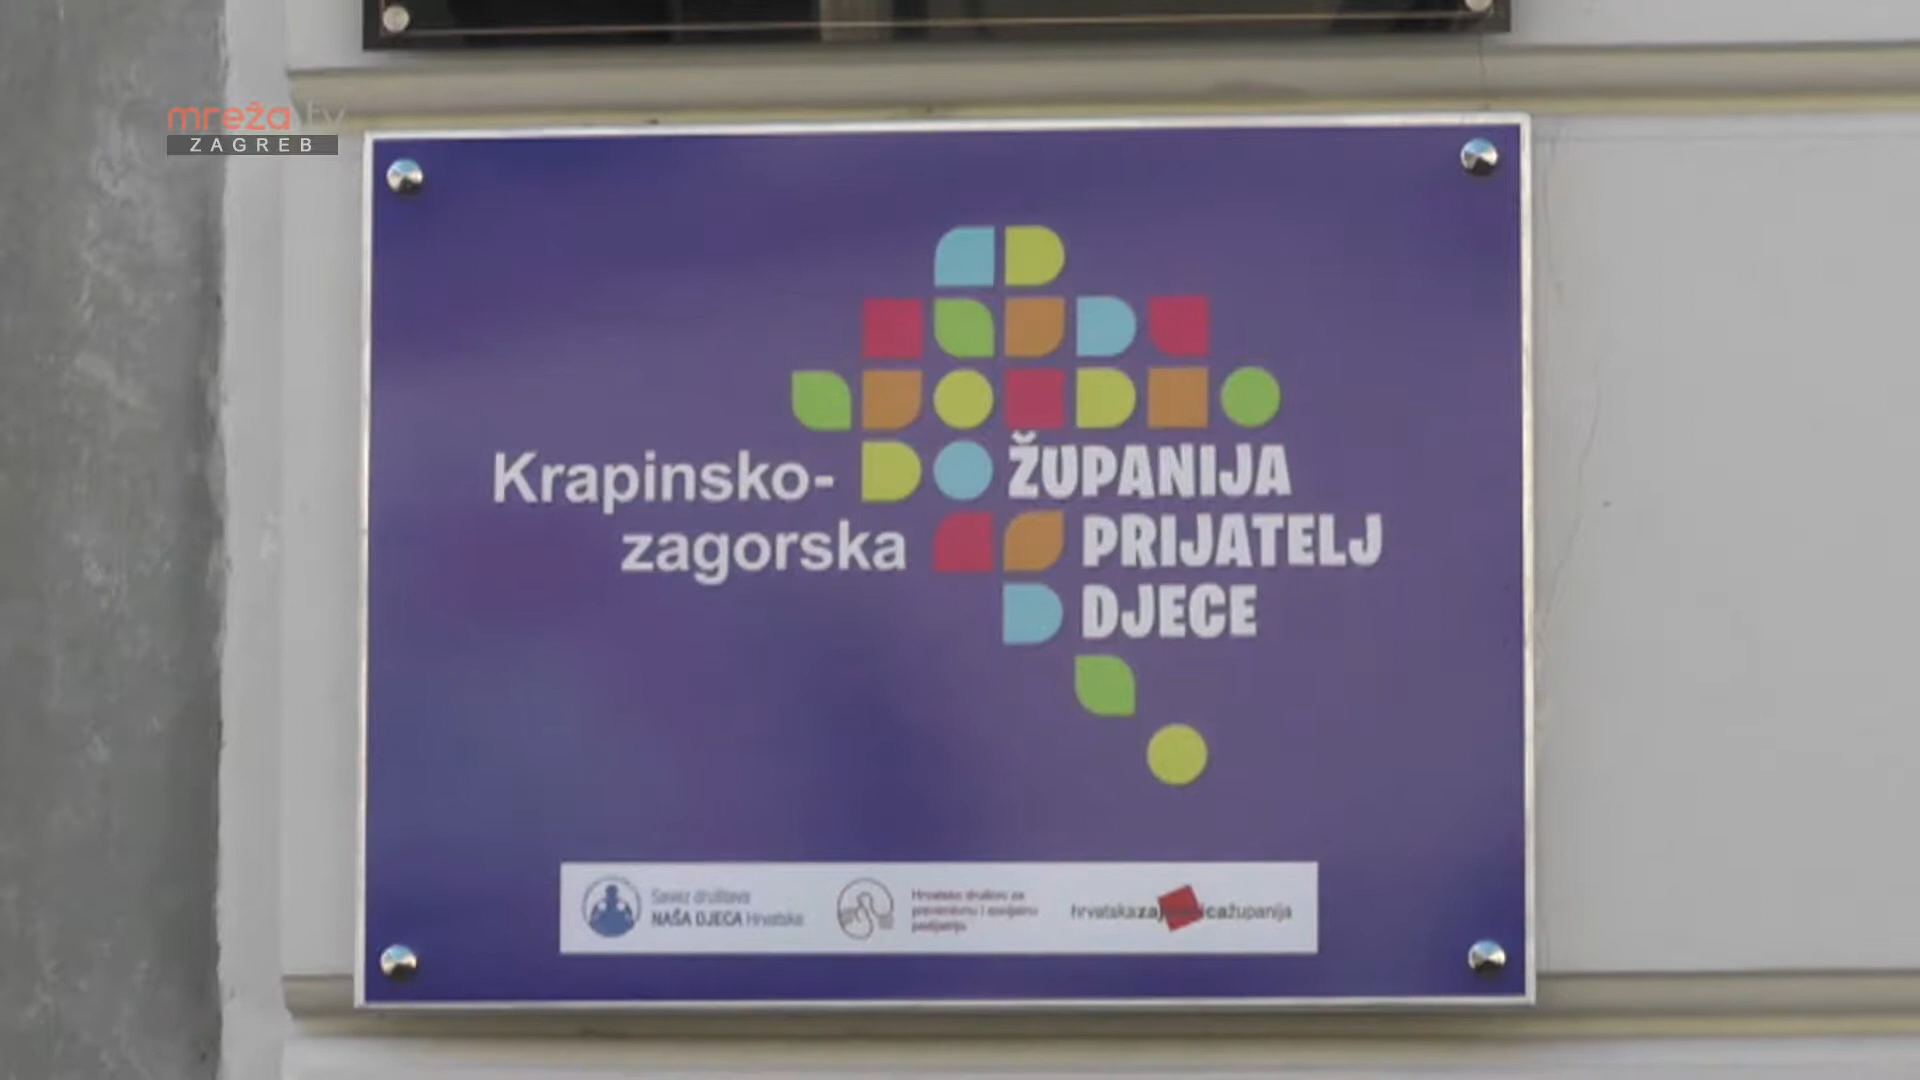 mreža tv
ZAGREB
Krapinsko-
zagorska
ŽUPANIJA
PRIJATELJ
DJECE
Savez društava
NAŠA DJECA Hrvatske
Hrvatsko društvo za
preventivnu i socijalnu
pedijatriju
hrvatskazajednicažupanija